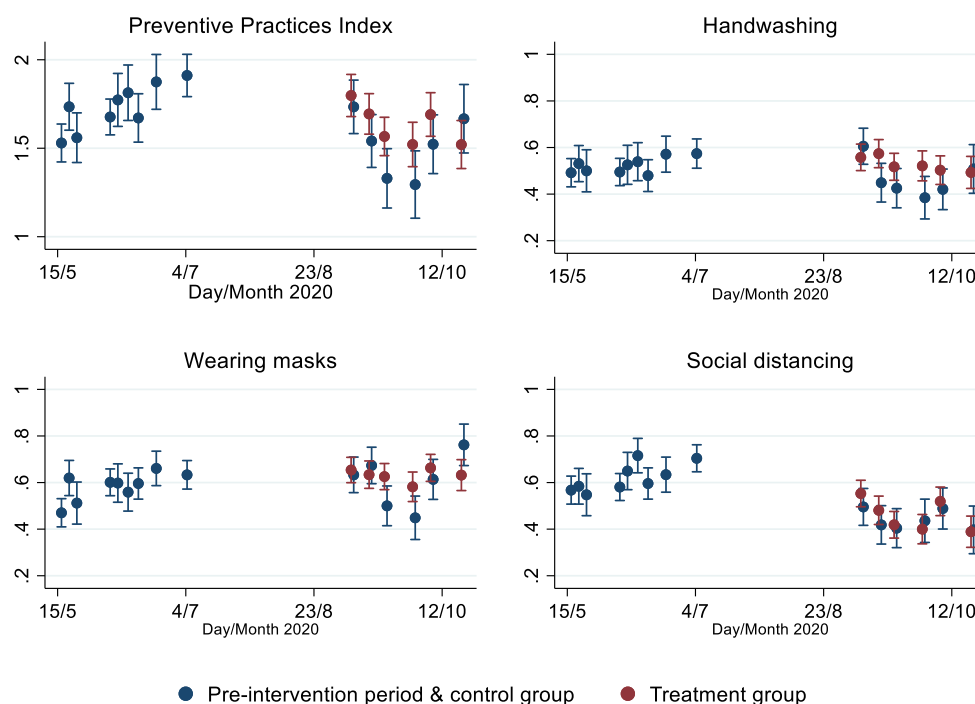 Preventive Practices Index
2
1.5
1
15/5 4/7 23/8 12/10
Day/Month 2020
Handwashing
1
.8
.6
.4
.2
15/5 4/7 23/8 12/10
Day/Month 2020
Wearing masks
1
.8
.6
.4
.2
15/5 4/7 23/8 12/10
Day/Month 2020
Social distancing
1
.8
.6
.4
.2
15/5 4/7 23/8 12/10
Day/Month 2020
Pre-intervention period & control group Treatment group